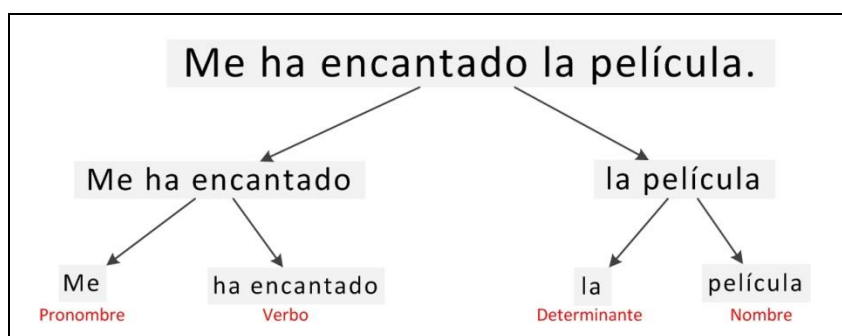 Me ha encantado la película.
Me ha encantado
la película
Me
ha encantado
la
película
Pronombre
Verbo
Determinante
Nombre